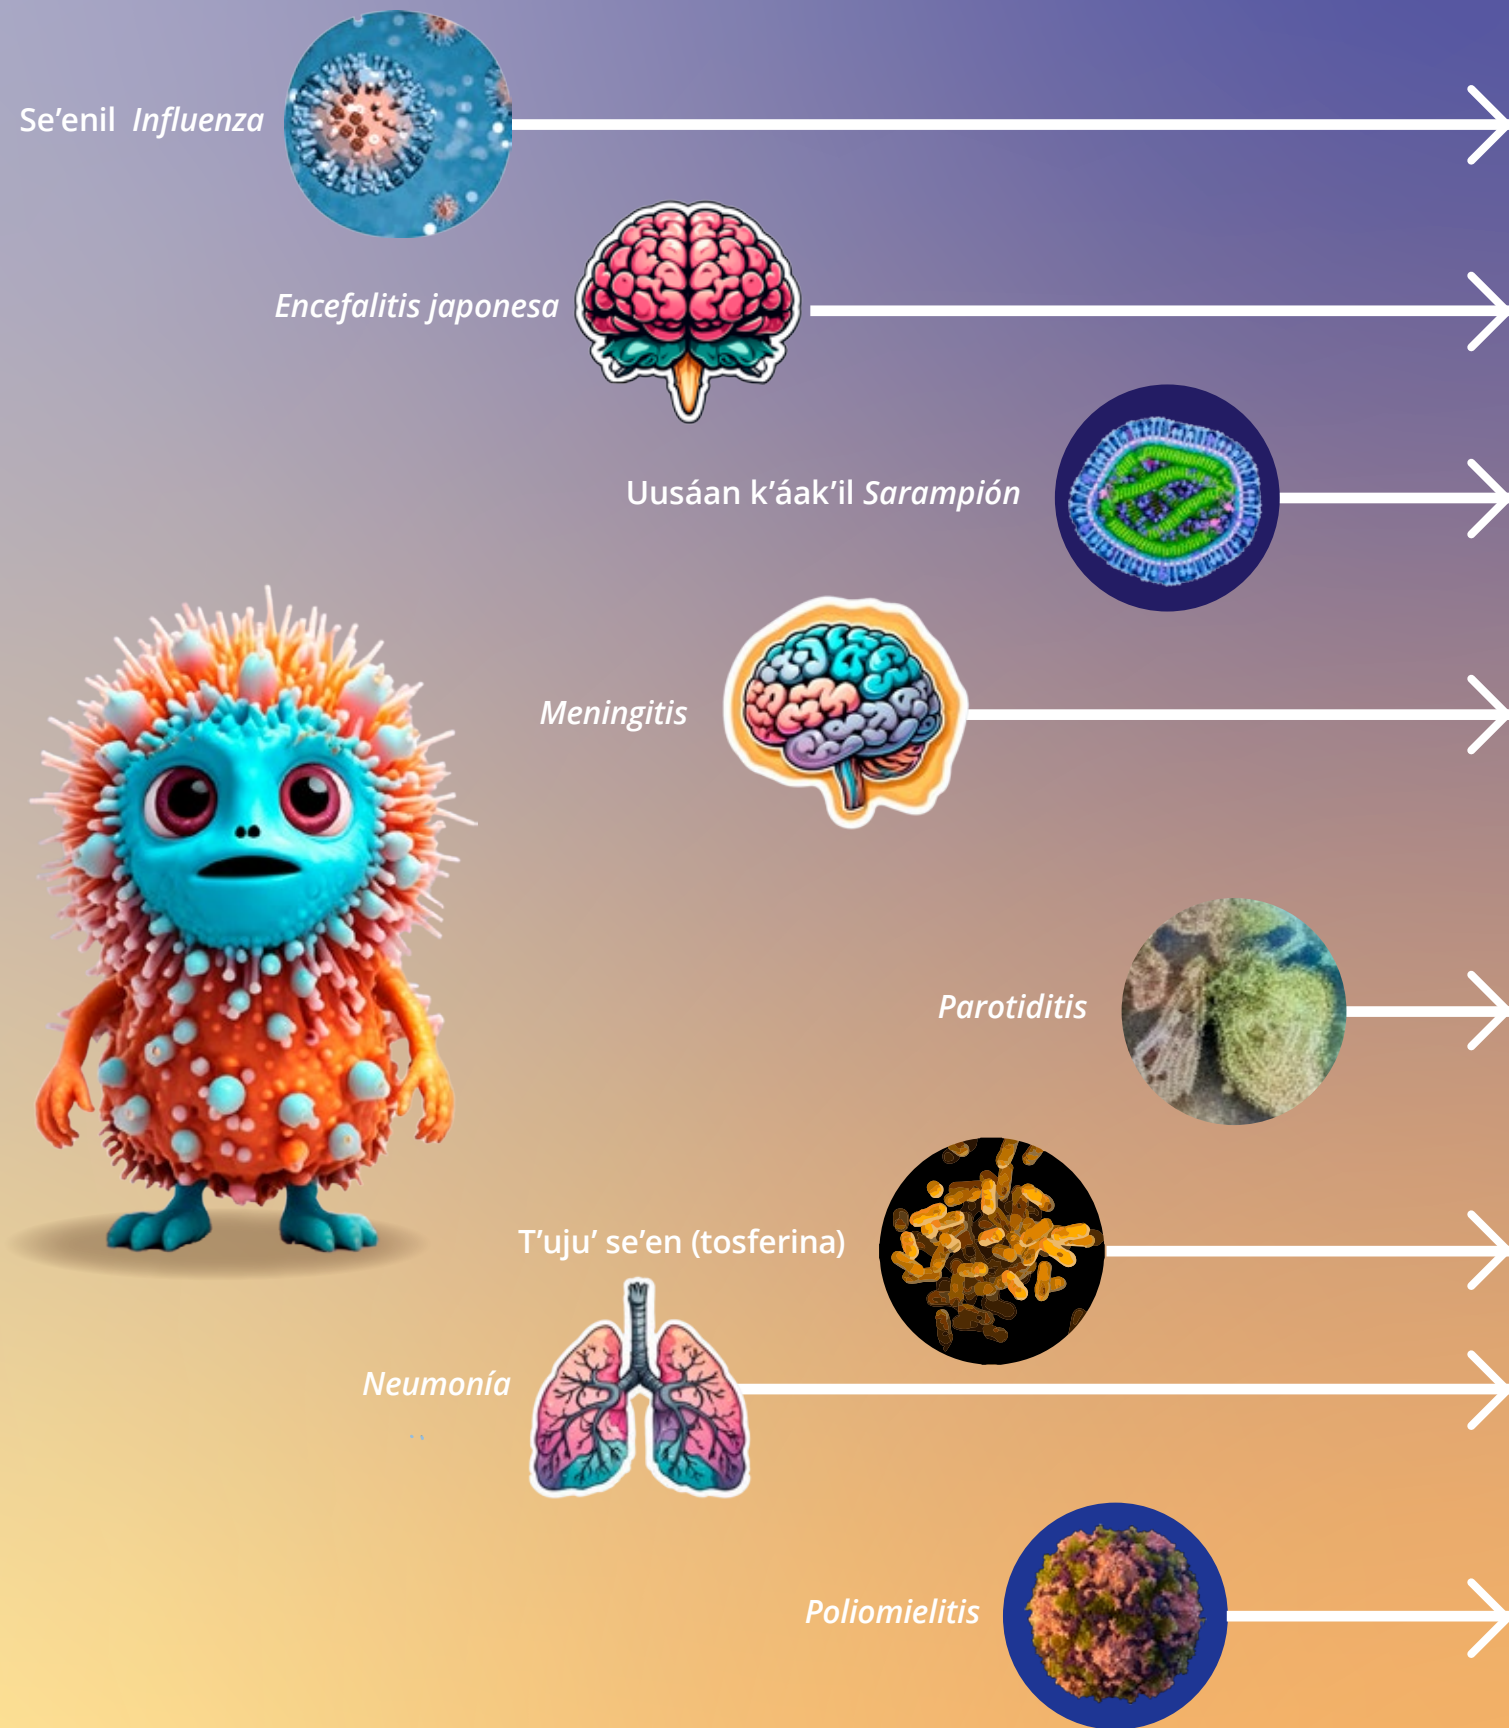 Se’enil Influenza
Encefalitis japonesa
Uusáan k’áak’il Sarampión
Meningitis
Parotiditis
T’uju’ se’en (tosferina)
Neumonía
Poliomielitis